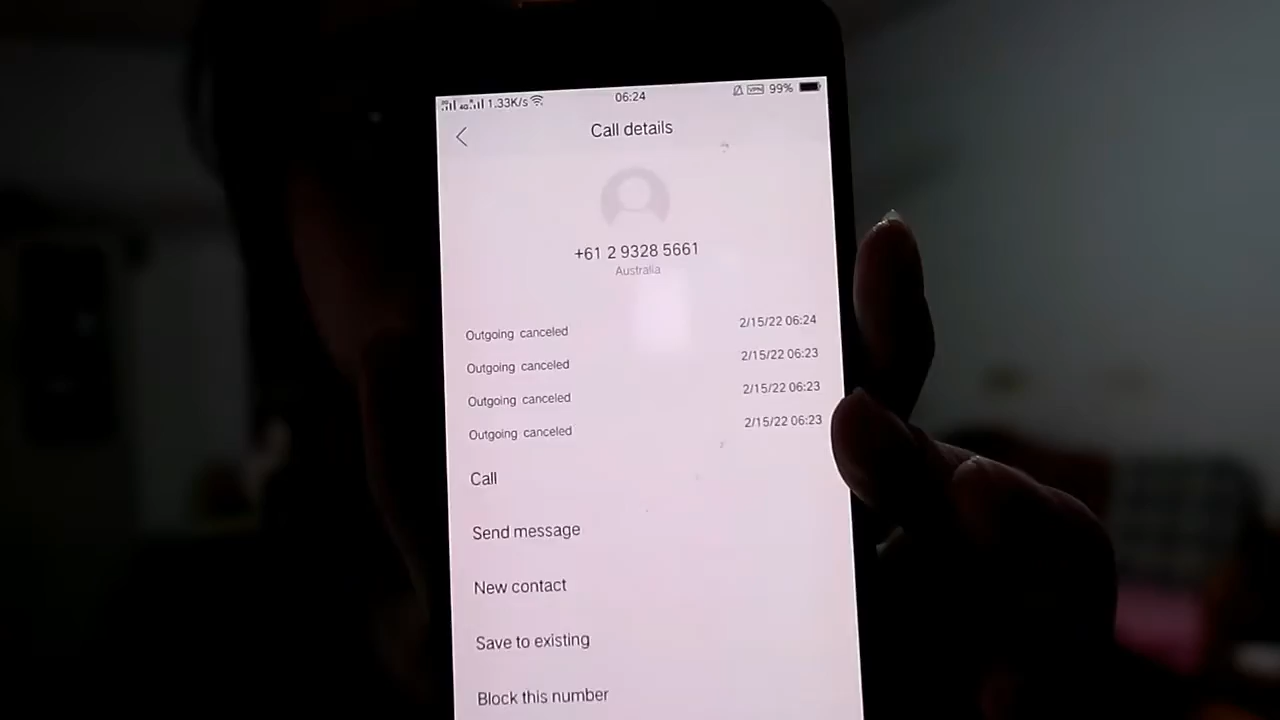 4G 1.33K/s 06:24 VPN 99%
Call details
+61 2 9328 5661
Australia
Outgoing canceled 2/15/22 06:24
Outgoing canceled 2/15/22 06:23
Outgoing canceled 2/15/22 06:23
Outgoing canceled 2/15/22 06:23
Call
Send message
New contact
Save to existing
Block this number